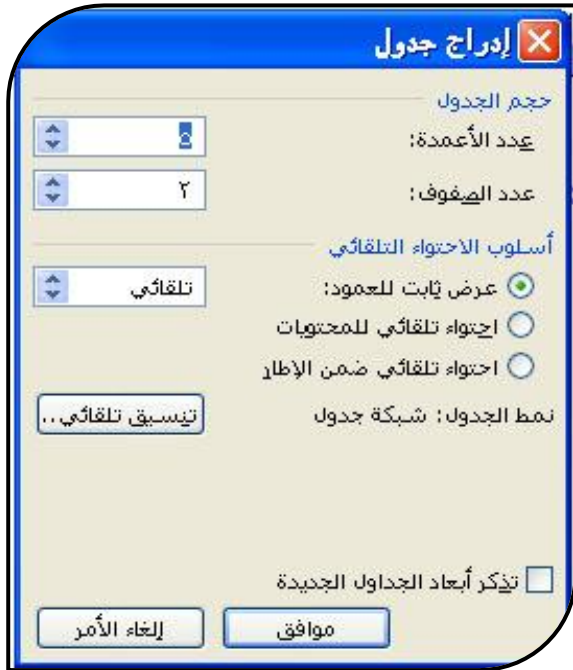 إدراج جدول
حجم الجدول
عدد الأعمدة: ٥
عدد الصفوف: ٢
أسلوب الاحتواء التلقائي
عرض ثابت للعمود: تلقائي
احتواء تلقائي للمحتويات
احتواء تلقائي ضمن الإطار
نمط الجدول: شبكة جدول تنسيق تلقائي..
تذكر أبعاد الجداول الجديدة
موافق إلغاء الأمر